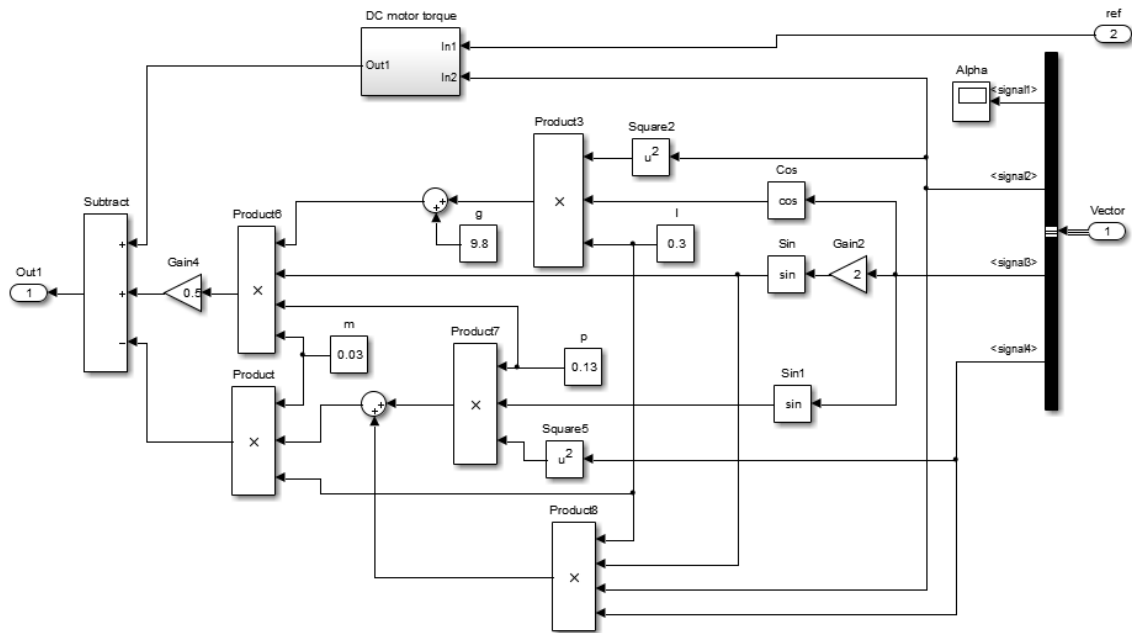 DC motor torque
ref
In1
2
Out1
In2
Alpha
<signal1>
Product3
Square2
u²
×
<signal2>
Cos
cos
Subtract
Product6
+
+
g
9.8
l
0.3
Vector
1
Sin
sin
Gain2
2
<signal3>
Out1
1
+
+
−
Gain4
0.5
×
m
0.03
Product7
p
0.13
<signal4>
Product
×
+
+
×
Sin1
sin
Square5
u²
Product8
×